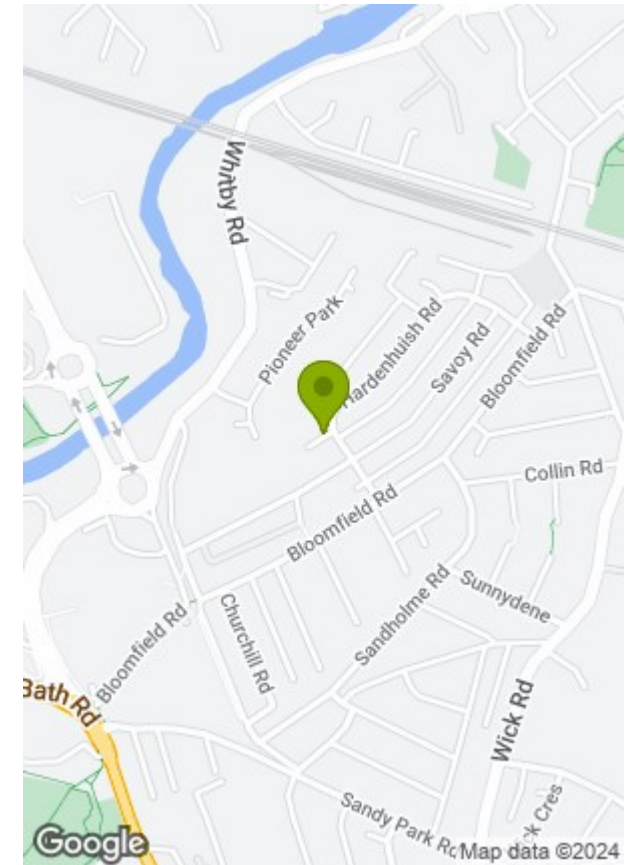 Whitby Rd
Pioneer Park
Hardenhuish Rd
Savoy Rd
Bloomfield Rd
Collin Rd
Bloomfield Rd
Sunnydene
Sandholme Rd
Churchill Rd
Bloomfield Rd
Bath Rd
Wick Rd
Sandy Park Rd
Google
Map data ©2024